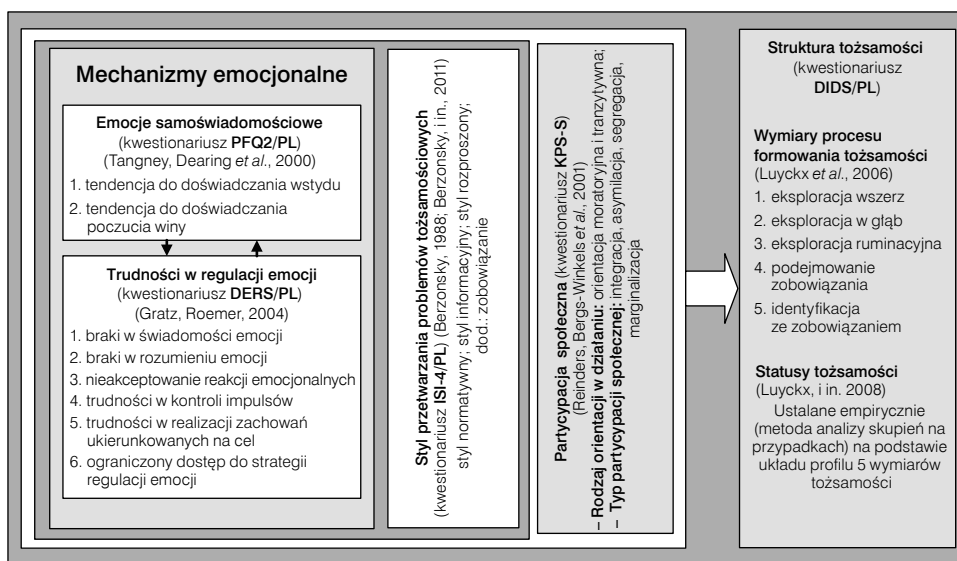 Mechanizmy emocjonalne
Emocje samoświadomościowe
(kwestionariusz PFQ2/PL)
(Tangney, Dearing et al., 2000)
1. tendencja do doświadczania wstydu
2. tendencja do doświadczania
poczucia winy
Trudności w regulacji emocji
(kwestionariusz DERS/PL)
(Gratz, Roemer, 2004)
1. braki w świadomości emocji
2. braki w rozumieniu emocji
3. nieakceptowanie reakcji emocjonalnych
4. trudności w kontroli impulsów
5. trudności w realizacji zachowań
ukierunkowanych na cel
6. ograniczony dostęp do strategii
regulacji emocji
Styl przetwarzania problemów tożsamościowych
(kwestionariusz ISI-4/PL) (Berzonsky, 1988; Berzonsky, i in., 2011)
styl normatywny; styl informacyjny; styl rozproszony;
dod.: zobowiązanie
Partycypacja społeczna (kwestionariusz KPS-S)
(Reinders, Bergs-Winkels et al., 2001)
– Rodzaj orientacji w działaniu: orientacja moratoryjna i tranzytywna;
– Typ partycypacji społecznej: integracja, asymilacja, segregacja,
marginalizacja
Struktura tożsamości
(kwestionariusz
DIDS/PL)
Wymiary procesu
formowania tożsamości
(Luyckx et al., 2006)
1. eksploracja wszerz
2. eksploracja w głąb
3. eksploracja ruminacyjna
4. podejmowanie
zobowiązania
5. identyfikacja
ze zobowiązaniem
Statusy tożsamości
(Luyckx, i in. 2008)
Ustalane empirycznie
(metoda analizy skupień na
przypadkach) na podstawie
układu profilu 5 wymiarów
tożsamości